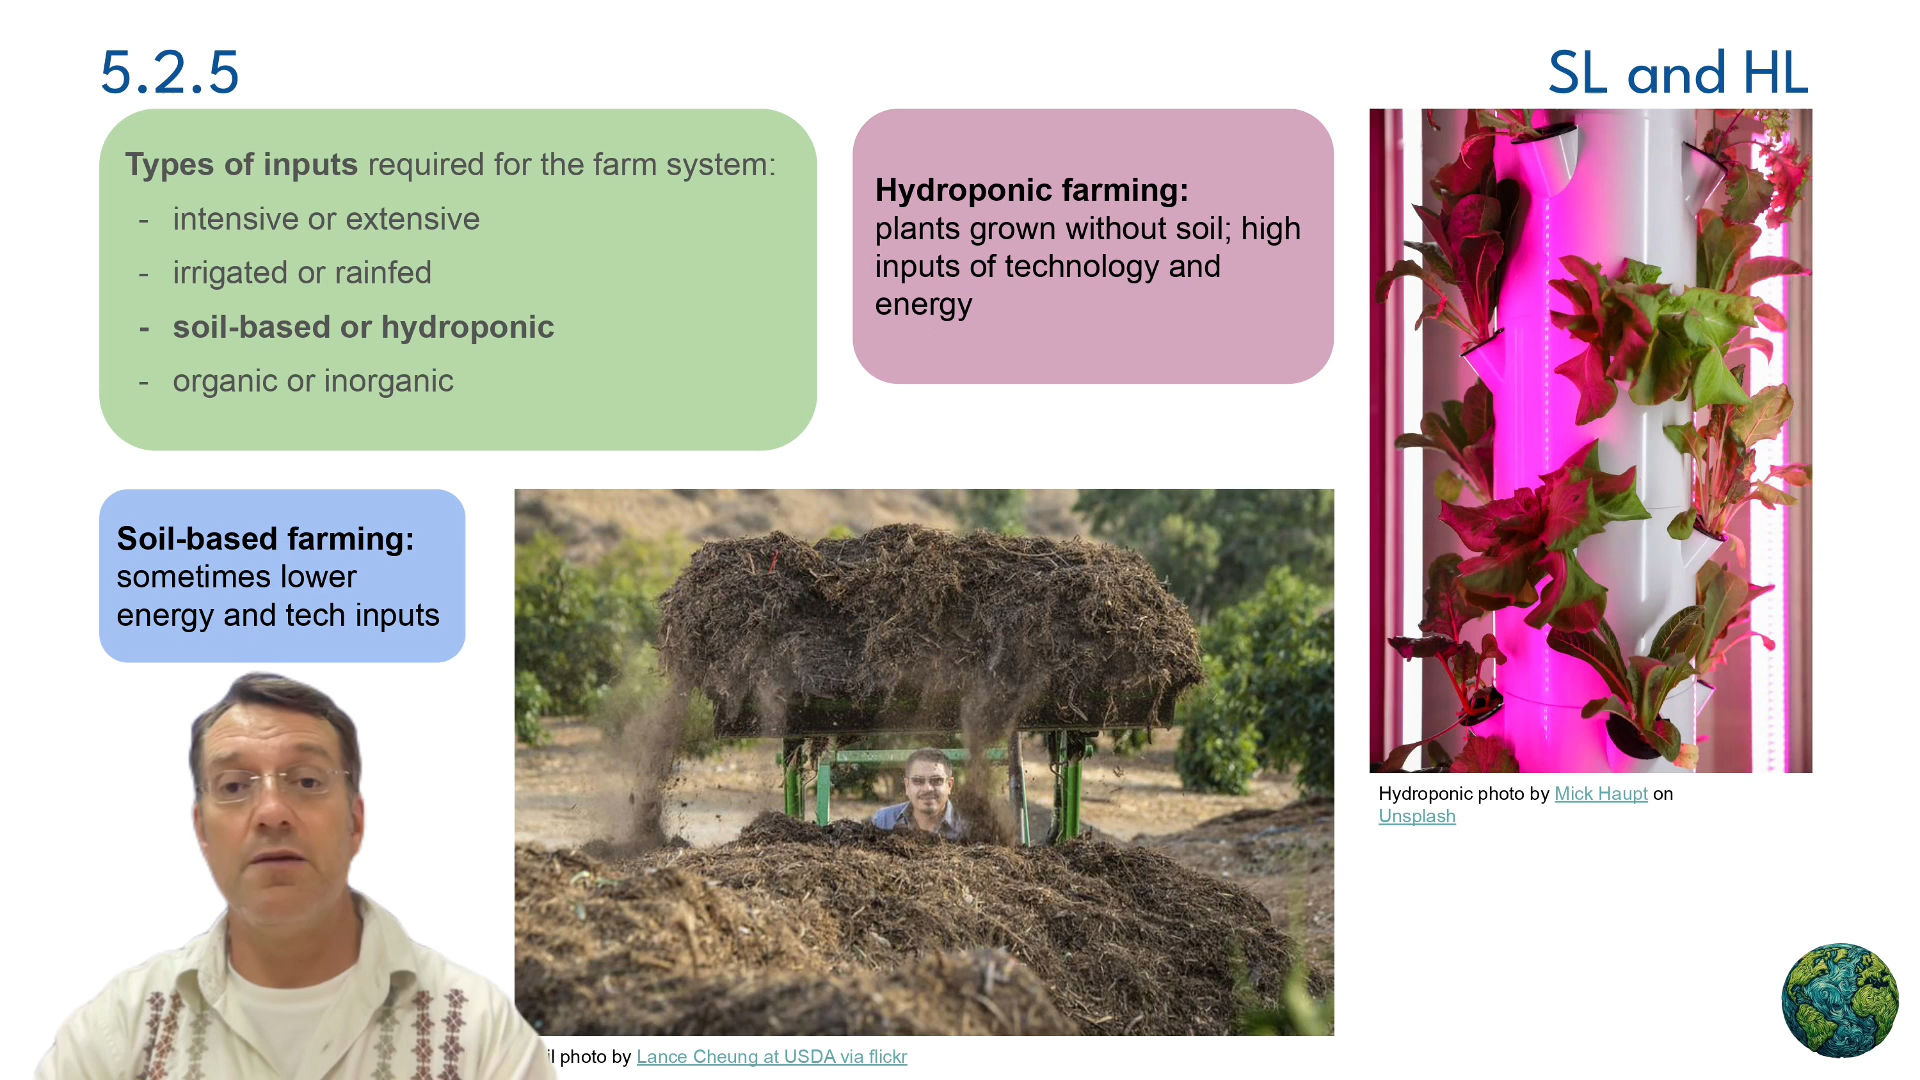 5.2.5
SL and HL
Types of inputs required for the farm system:
- intensive or extensive
- irrigated or rainfed
- soil-based or hydroponic
- organic or inorganic
Hydroponic farming:
plants grown without soil; high
inputs of technology and
energy
Soil-based farming:
sometimes lower
energy and tech inputs
Hydroponic photo by Mick Haupt on
Unsplash
photo by Lance Cheung at USDA via flickr